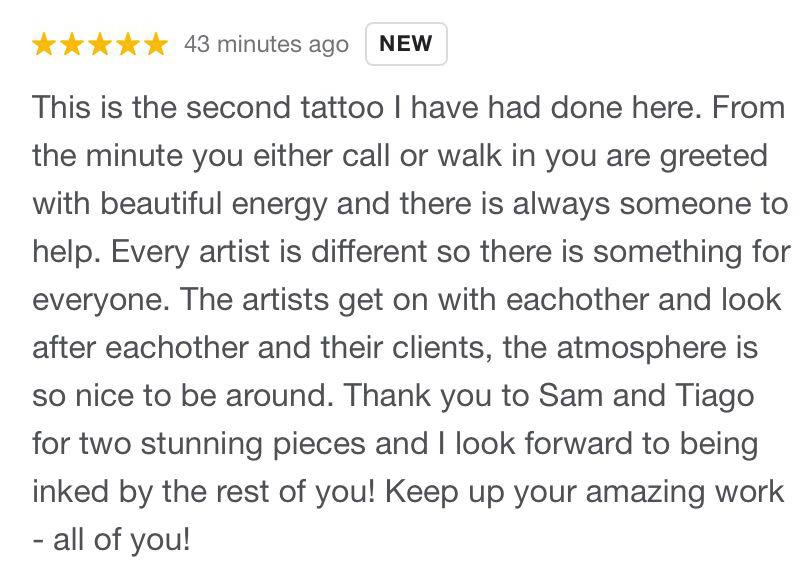 43 minutes ago NEW
This is the second tattoo I have had done here. From
the minute you either call or walk in you are greeted
with beautiful energy and there is always someone to
help. Every artist is different so there is something for
everyone. The artists get on with eachother and look
after eachother and their clients, the atmosphere is
so nice to be around. Thank you to Sam and Tiago
for two stunning pieces and I look forward to being
inked by the rest of you! Keep up your amazing work
- all of you!